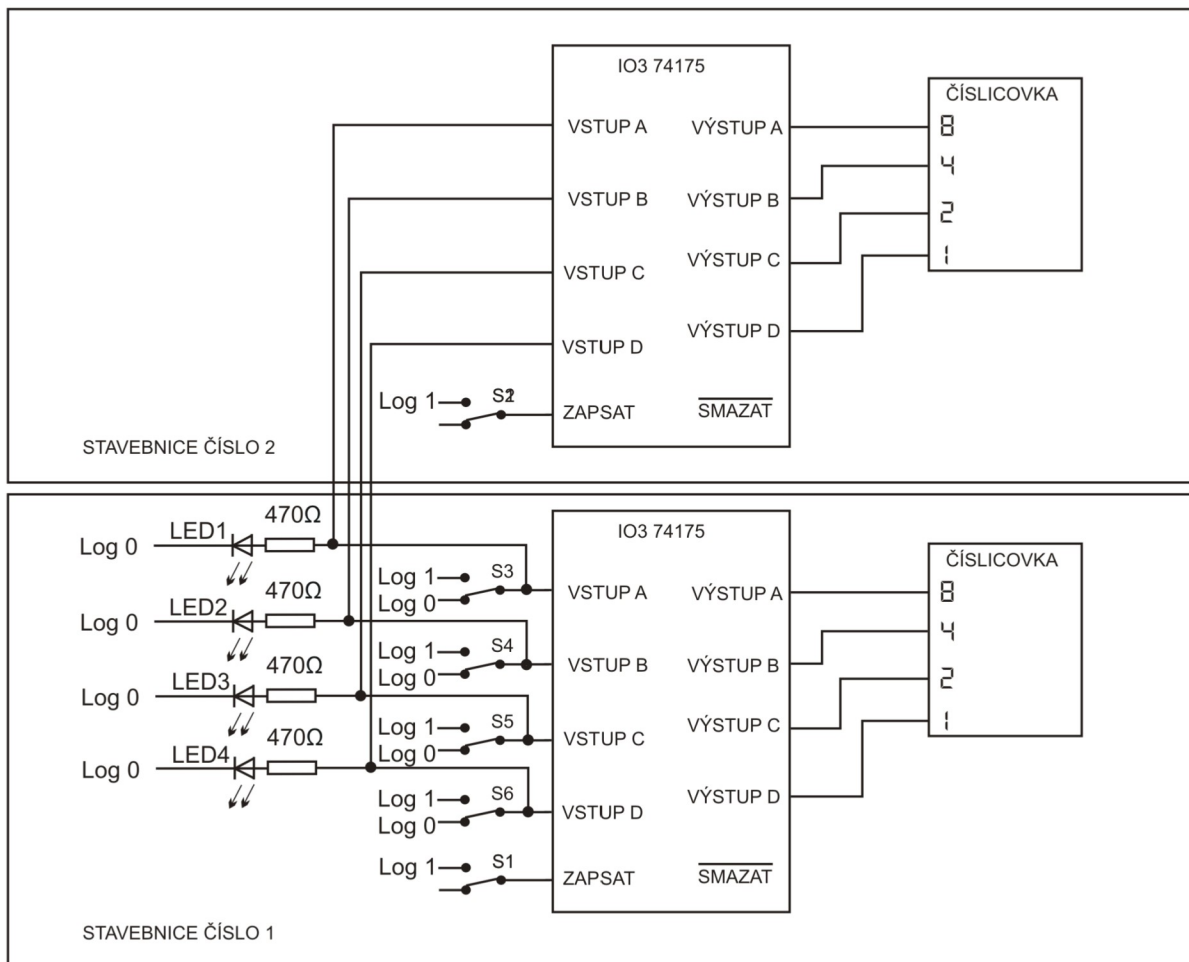 IO3 74175
ČÍSLICOVKA
VSTUP A
VÝSTUP A
8
VSTUP B
VÝSTUP B
4
VSTUP C
VÝSTUP C
2
VSTUP D
VÝSTUP D
1
Log 1
ZAPSAT
SMAZAT
STAVEBNICE ČÍSLO 2
IO3 74175
ČÍSLICOVKA
Log 0
LED1
470Ω
Log 1
S3
Log 0
VSTUP A
VÝSTUP A
8
Log 0
LED2
470Ω
Log 1
S4
Log 0
VSTUP B
VÝSTUP B
4
Log 0
LED3
470Ω
Log 1
S5
Log 0
VSTUP C
VÝSTUP C
2
Log 0
LED4
470Ω
Log 1
S6
Log 0
VSTUP D
VÝSTUP D
1
Log 1
S1
ZAPSAT
SMAZAT
STAVEBNICE ČÍSLO 1